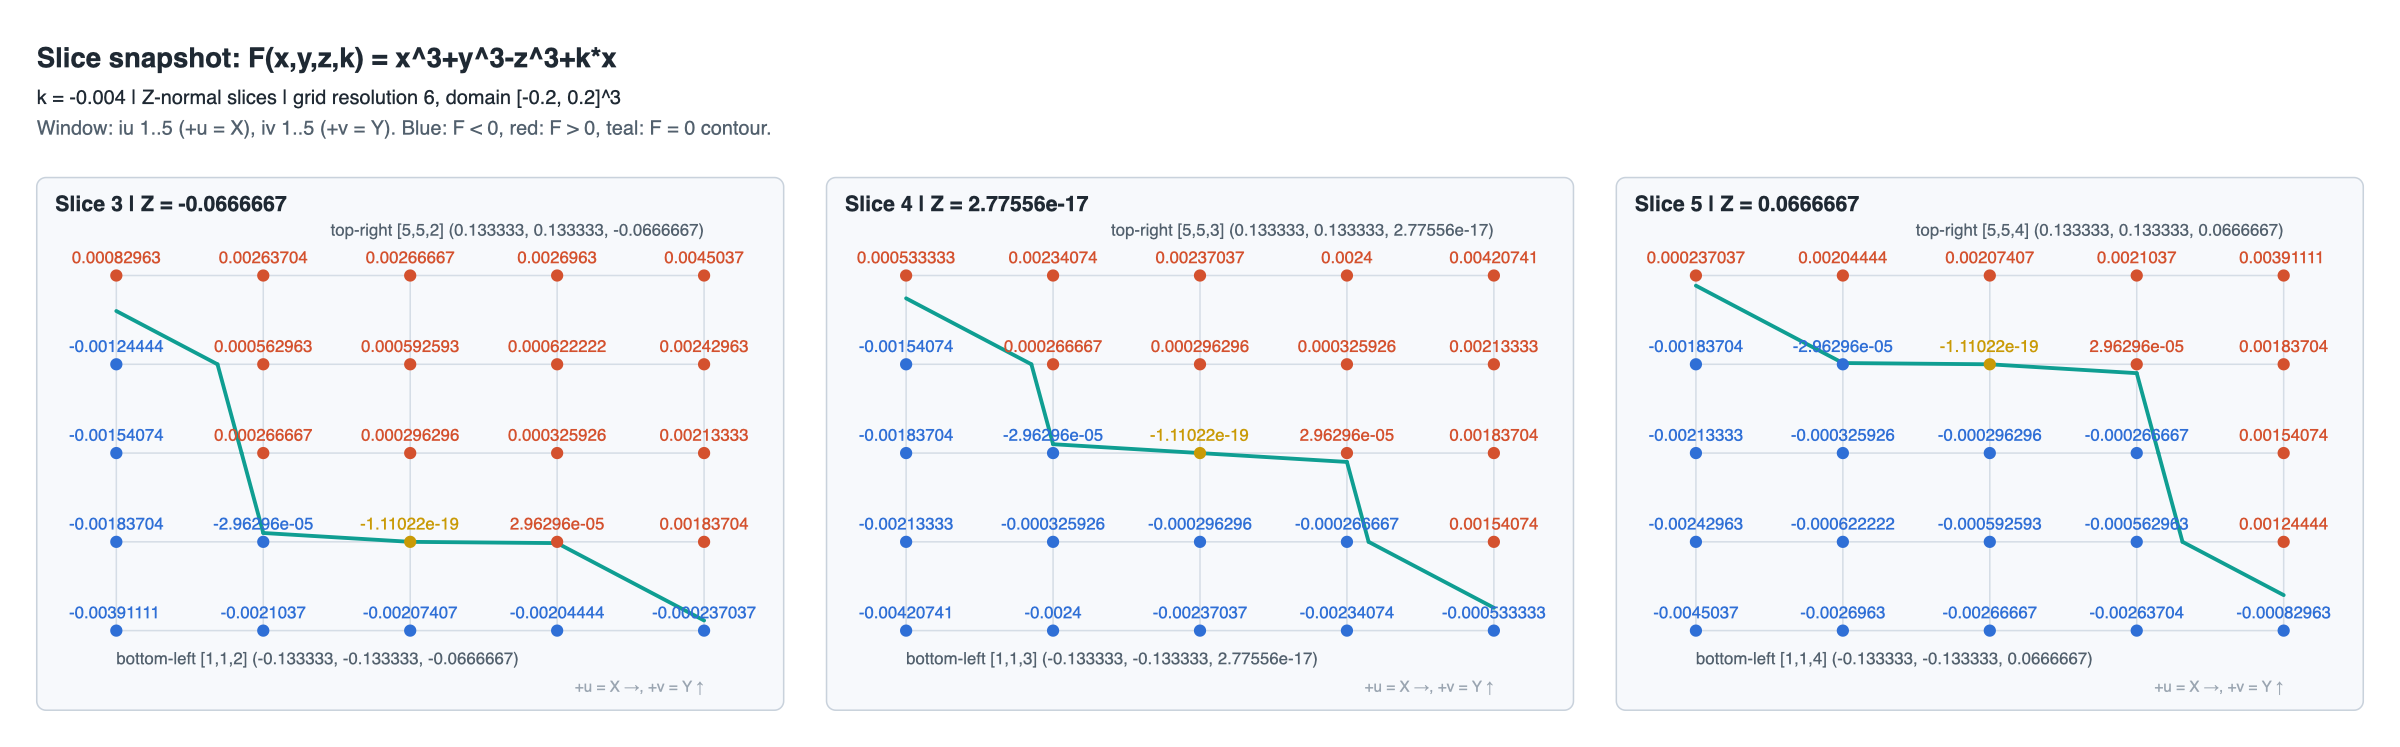 Slice snapshot: F(x,y,z,k) = x^3+y^3-z^3+k*x
k = -0.004 | Z-normal slices | grid resolution 6, domain [-0.2, 0.2]^3
Window: iu 1..5 (+u = X), iv 1..5 (+v = Y). Blue: F < 0, red: F > 0, teal: F = 0 contour.
Slice 3 | Z = -0.0666667
top-right [5,5,2] (0.133333, 0.133333, -0.0666667)
0.00082963 0.00263704 0.00266667 0.0026963 0.0045037
-0.00124444 0.000562963 0.000592593 0.000622222 0.00242963
-0.00154074 0.000266667 0.000296296 0.000325926 0.00213333
-0.00183704 -2.96296e-05 -1.11022e-19 2.96296e-05 0.00183704
-0.00391111 -0.0021037 -0.00207407 -0.00204444 -0.000237037
bottom-left [1,1,2] (-0.133333, -0.133333, -0.0666667)
+u = X →, +v = Y ↑
Slice 4 | Z = 2.77556e-17
top-right [5,5,3] (0.133333, 0.133333, 2.77556e-17)
0.000533333 0.00234074 0.00237037 0.0024 0.00420741
-0.00154074 0.000266667 0.000296296 0.000325926 0.00213333
-0.00183704 -2.96296e-05 -1.11022e-19 2.96296e-05 0.00183704
-0.00213333 -0.000325926 -0.000296296 -0.000266667 0.00154074
-0.00420741 -0.0024 -0.00237037 -0.00234074 -0.000533333
bottom-left [1,1,3] (-0.133333, -0.133333, 2.77556e-17)
+u = X →, +v = Y ↑
Slice 5 | Z = 0.0666667
top-right [5,5,4] (0.133333, 0.133333, 0.0666667)
0.000237037 0.00204444 0.00207407 0.0021037 0.00391111
-0.00183704 -2.96296e-05 -1.11022e-19 2.96296e-05 0.00183704
-0.00213333 -0.000325926 -0.000296296 -0.000266667 0.00154074
-0.00242963 -0.000622222 -0.000592593 -0.000562963 0.00124444
-0.0045037 -0.0026963 -0.00266667 -0.00263704 -0.00082963
bottom-left [1,1,4] (-0.133333, -0.133333, 0.0666667)
+u = X →, +v = Y ↑